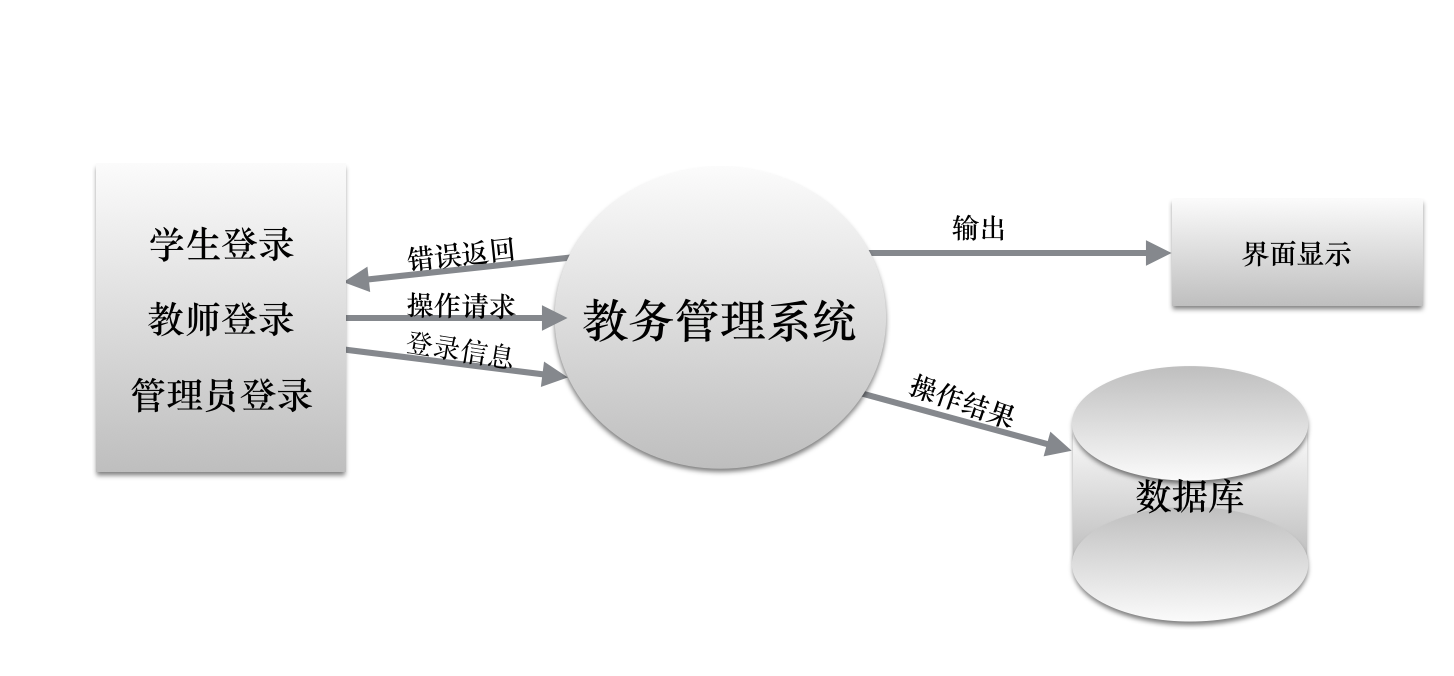 学生登录
教师登录
管理员登录
错误返回
操作请求
登录信息
教务管理系统
输出
界面显示
操作结果
数据库